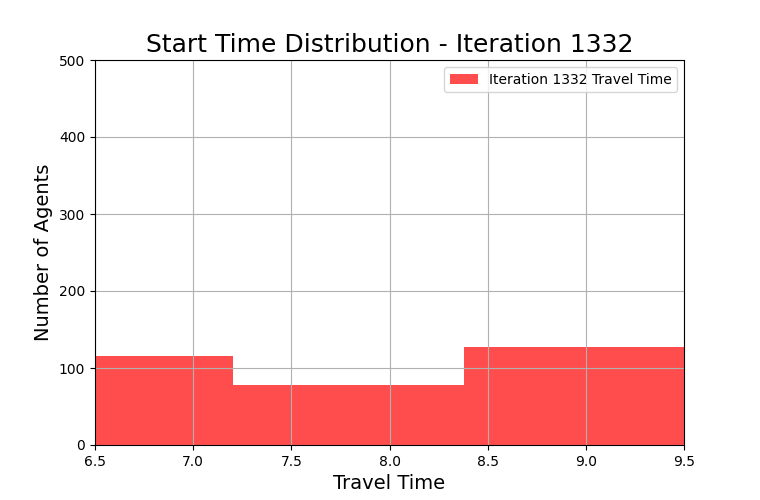 Start Time Distribution - Iteration 1332
Iteration 1332 Travel Time
Number of Agents
500
400
300
200
100
0
6.5 7.0 7.5 8.0 8.5 9.0 9.5
Travel Time